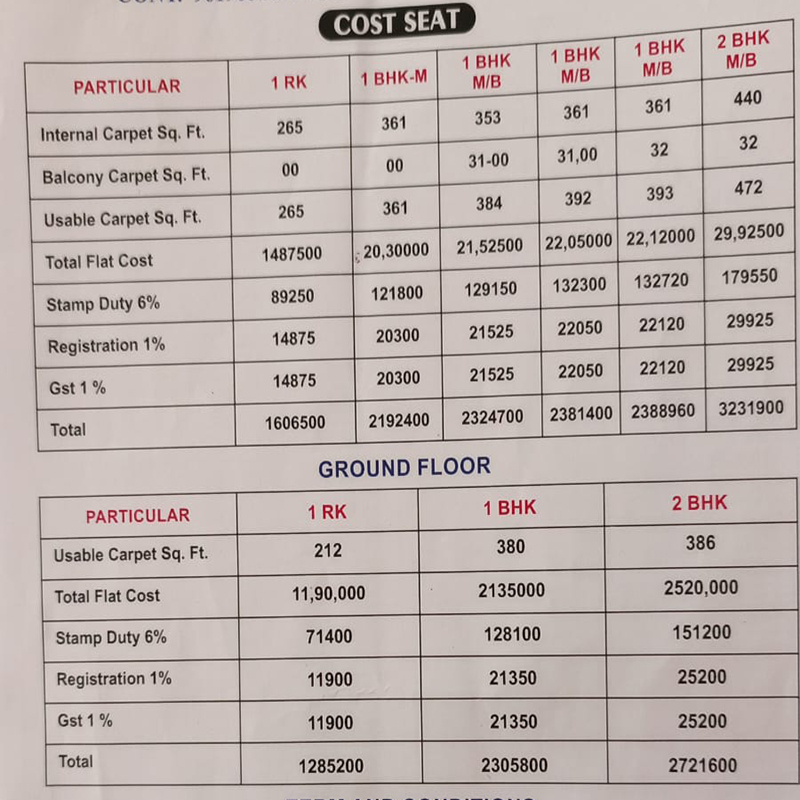 COST SEAT
PARTICULAR 1 RK 1 BHK-M 1 BHK M/B 1 BHK M/B 1 BHK M/B 2 BHK M/B
Internal Carpet Sq. Ft. 265 361 353 361 361 440
Balcony Carpet Sq. Ft. 00 00 31-00 31,00 32 32
Usable Carpet Sq. Ft. 265 361 384 392 393 472
Total Flat Cost 1487500 20,30000 21,52500 22,05000 22,12000 29,92500
Stamp Duty 6% 89250 121800 129150 132300 132720 179550
Registration 1% 14875 20300 21525 22050 22120 29925
Gst 1 % 14875 20300 21525 22050 22120 29925
Total 1606500 2192400 2324700 2381400 2388960 3231900
GROUND FLOOR
PARTICULAR 1 RK 1 BHK 2 BHK
Usable Carpet Sq. Ft. 212 380 386
Total Flat Cost 11,90,000 2135000 2520,000
Stamp Duty 6% 71400 128100 151200
Registration 1% 11900 21350 25200
Gst 1 % 11900 21350 25200
Total 1285200 2305800 2721600